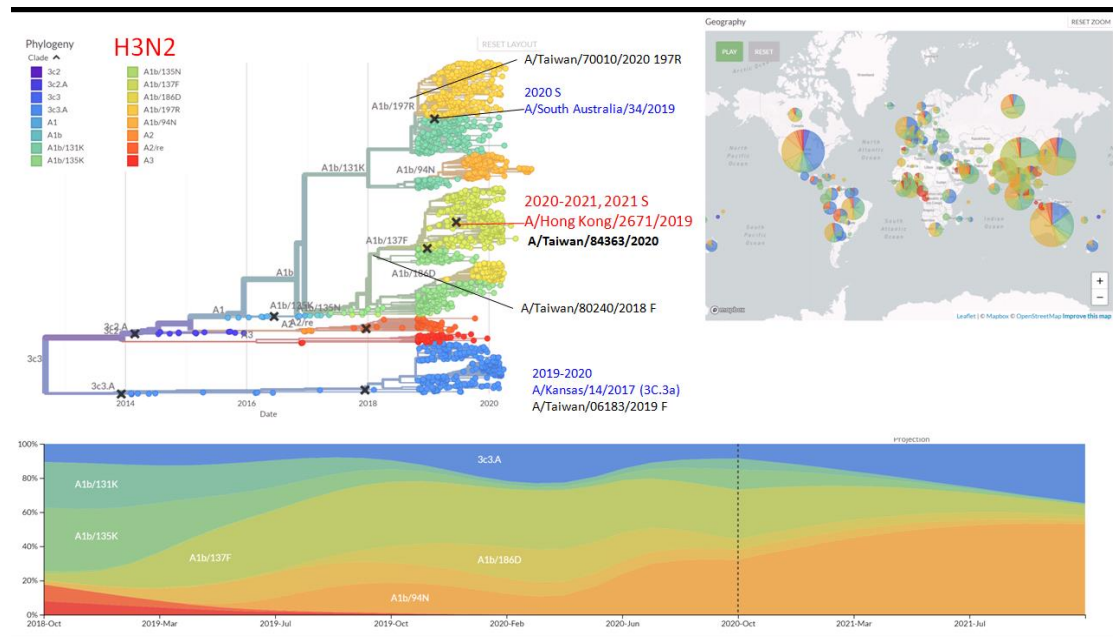 H3N2
Phylogeny
Clade
3c2
3c2.A
3c3
3c3.A
A1
A1b
A1b/131K
A1b/135K
A1b/135N
A1b/137F
A1b/186D
A1b/197R
A1b/94N
A2
A2/re
A3
RESET LAYOUT
A1b/197R
A1b/131K
A1b/94N
A1b/137F
A1b
A1b/186D
A1b/135K
A1b/135N
A1
A2
A2/re
A3
3c2.A
3c3
3c3.A
2014
2016
2018
2020
Date
A/Taiwan/70010/2020 197R
2020 S
A/South Australia/34/2019
2020-2021, 2021 S
A/Hong Kong/2671/2019
A/Taiwan/84363/2020
A/Taiwan/80240/2018 F
2019-2020
A/Kansas/14/2017 (3C.3a)
A/Taiwan/06183/2019 F
Geography
RESET ZOOM
PLAY
RESET
North
Pacific
Ocean
North
Atlantic
Ocean
South
Pacific
Ocean
South
Atlantic
Ocean
Indian
Ocean
+
−
mapbox
Leaflet | © Mapbox © OpenStreetMap Improve this map
Projection
100%
80%
60%
40%
20%
0%
3c3.A
A1b/131K
A1b/135K
A1b/137F
A1b/186D
A1b/94N
2018-Oct
2019-Mar
2019-Jul
2019-Oct
2020-Feb
2020-Jun
2020-Oct
2021-Mar
2021-Jul